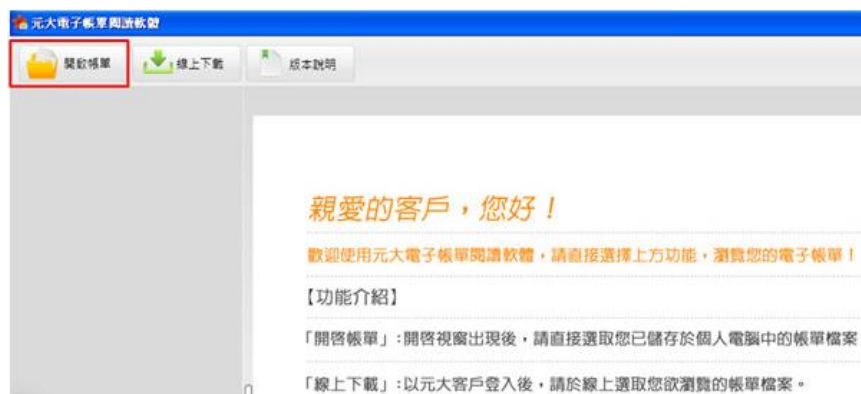 元大電子帳單閱讀軟體
開啟帳單 線上下載 版本說明
親愛的客戶，您好！
歡迎使用元大電子帳單閱讀軟體，請直接選擇上方功能，瀏覽您的電子帳單！
【功能介紹】
「開啓帳單」:開啓視窗出現後，請直接選取您已儲存於個人電腦中的帳單檔案
「線上下載」:以元大客戶登入後，請於線上選取您欲瀏覽的帳單檔案。